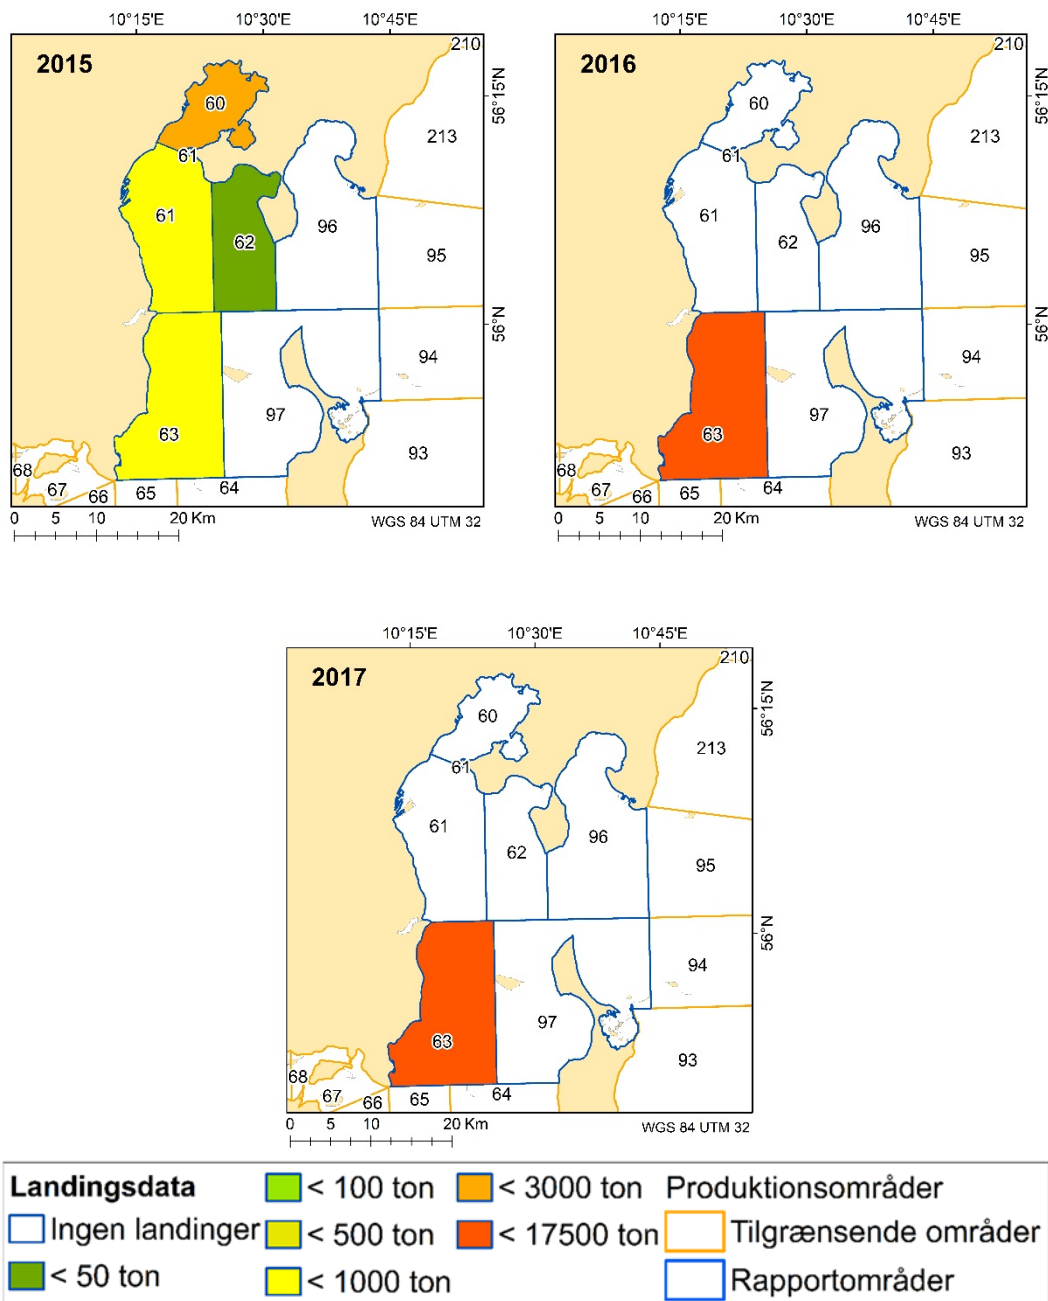 10°15'E 10°30'E 10°45'E
2015
210
56°15'N
60
213
61
61
62
96
95
56°N
94
97
63
93
68
67
66
65
64
0 5 10 20 Km
WGS 84 UTM 32
10°15'E 10°30'E 10°45'E
2016
210
56°15'N
60
213
61
61
62
96
95
56°N
94
97
63
93
68
67
66
65
64
0 5 10 20 Km
WGS 84 UTM 32
10°15'E 10°30'E 10°45'E
2017
210
56°15'N
60
213
61
61
62
96
95
56°N
94
97
63
93
68
67
66
65
64
0 5 10 20 Km
WGS 84 UTM 32
Landingsdata
Ingen landinger
< 50 ton
< 100 ton
< 500 ton
< 1000 ton
< 3000 ton
< 17500 ton
Produktionsområder
Tilgrænsende områder
Rapportområder